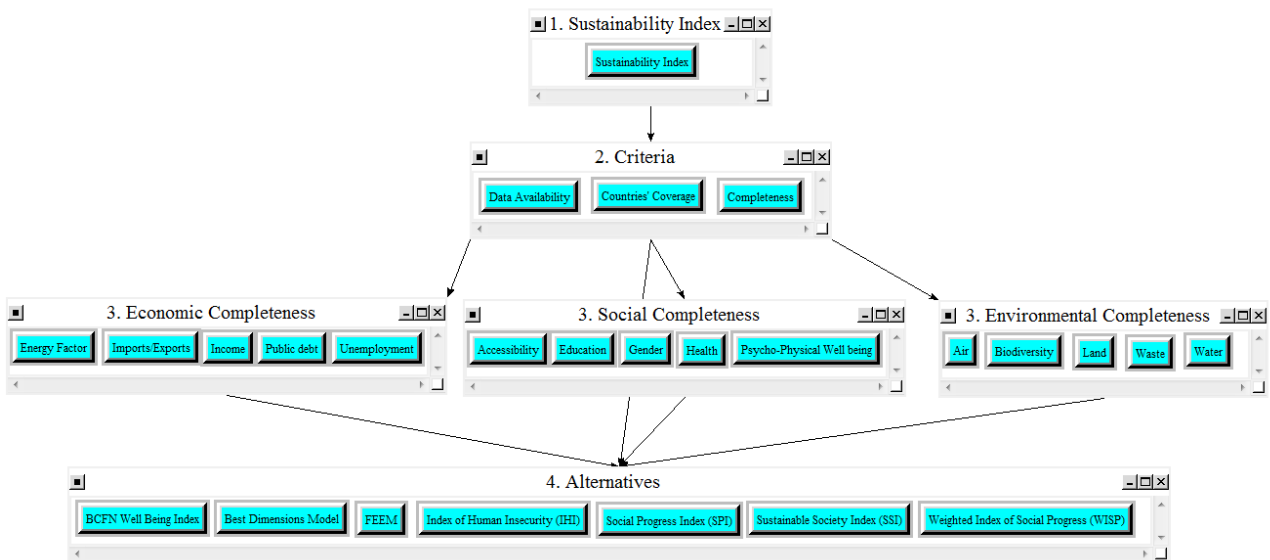 1. Sustainability Index
Sustainability Index
2. Criteria
Data Availability
Countries' Coverage
Completeness
3. Economic Completeness
Energy Factor
Imports/Exports
Income
Public debt
Unemployment
3. Social Completeness
Accessibility
Education
Gender
Health
Psycho-Physical Well being
3. Environmental Completeness
Air
Biodiversity
Land
Waste
Water
4. Alternatives
BCFN Well Being Index
Best Dimensions Model
FEEM
Index of Human Insecurity (IHI)
Social Progress Index (SPI)
Sustainable Society Index (SSI)
Weighted Index of Social Progress (WISP)